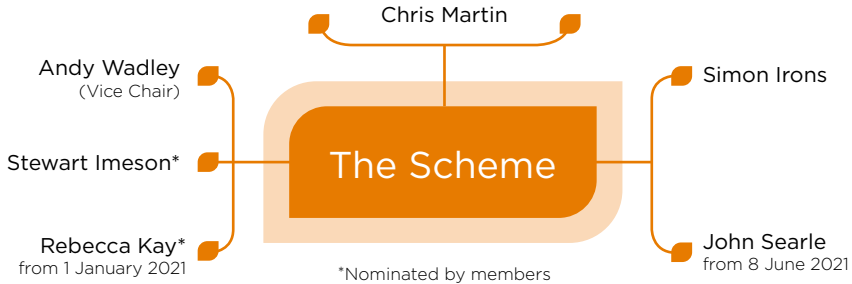 Chris Martin
Andy Wadley
(Vice Chair)
Simon Irons
Stewart Imeson*
The Scheme
Rebecca Kay*
from 1 January 2021
John Searle
from 8 June 2021
*Nominated by members